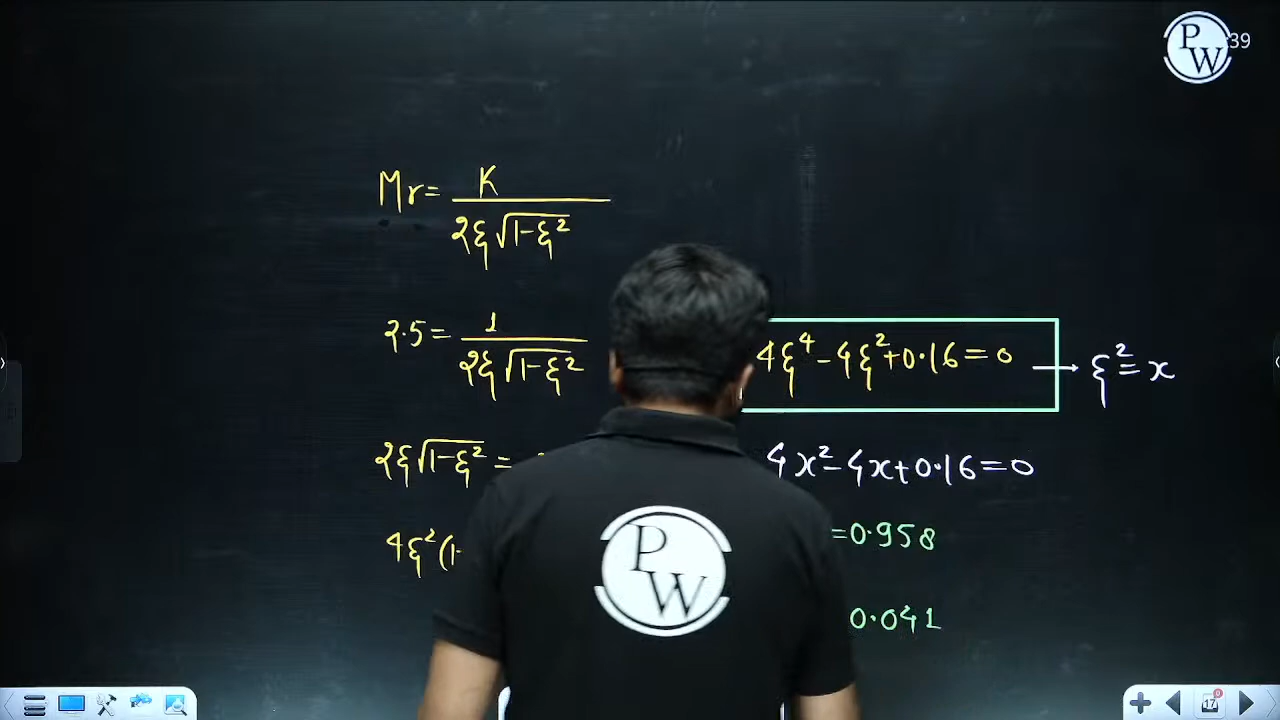 PW 39
Mr = K / 2ξ√1-ξ²
2.5 = 1 / 2ξ√1-ξ²
2ξ√1-ξ² =
4ξ²(1-
4ξ⁴-4ξ²+0.16=0 → ξ²=x
4x²-4x+0.16=0
=0.958
0.041
PW
17